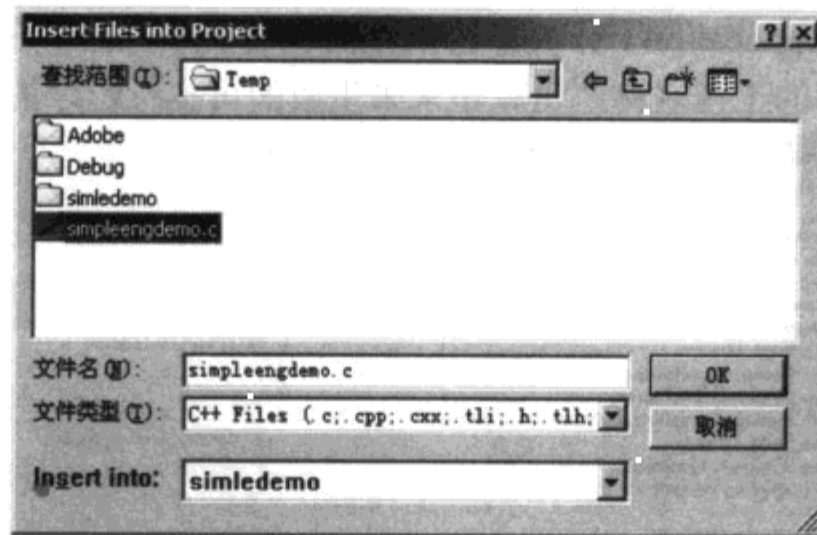 Insert Files into Project
查找范围(I): Temp
Adobe
Debug
simledemo
simpleengdemo.c
文件名(N): simpleengdemo.c
OK
文件类型(T): C++ Files (.c;.cpp;.cxx;.tli;.h;.tlh;
取消
Insert into: simledemo